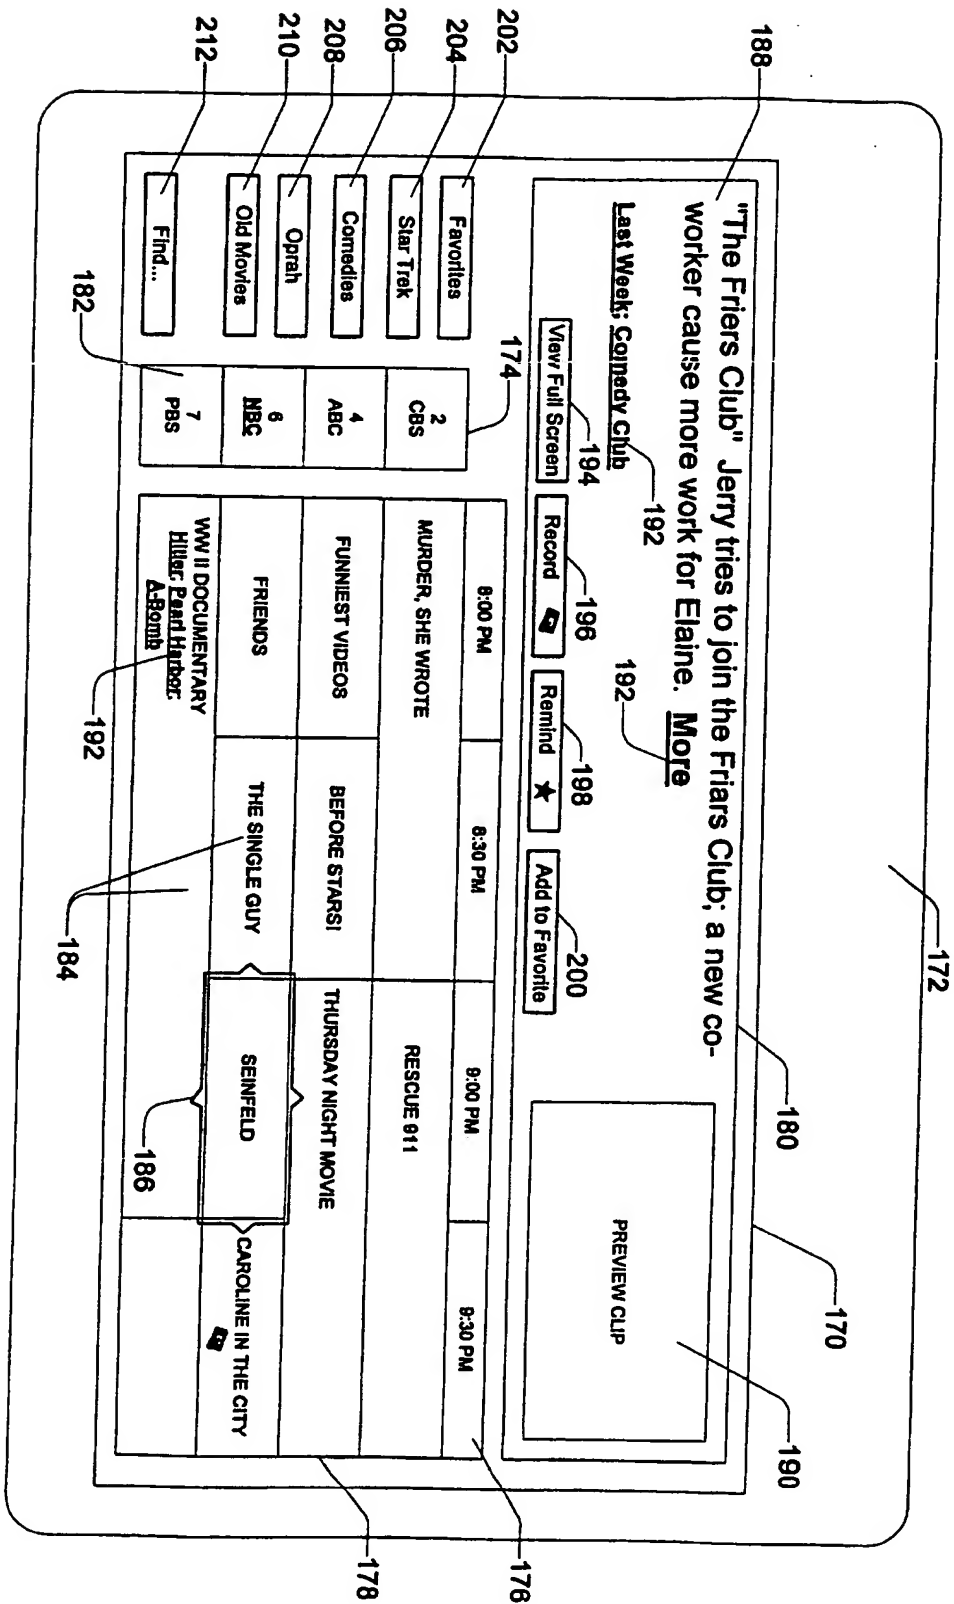 172
170
180
190
188
"The Friers Club" Jerry tries to join the Friars Club; a new co-
worker cause more work for Elaine. More
192
Last Week; Comedy Club
192
PREVIEW CLIP
View Full Screen
194
Record
196
Remind
198
Add to Favorite
200
202
204
206
208
210
212
Favorites
Star Trek
Comedies
Oprah
Old Movies
Find...
174
2
CBS
4
ABC
6
NBC
7
PBS
182
8:00 PM
8:30 PM
9:00 PM
9:30 PM
176
MURDER, SHE WROTE
RESCUE 911
FUNNIEST VIDEOS
BEFORE STARS!
THURSDAY NIGHT MOVIE
178
FRIENDS
THE SINGLE GUY
SEINFELD
CAROLINE IN THE CITY
WW II DOCUMENTARY
Hitler; Pearl Harbor;
A-Bomb
192
184
186